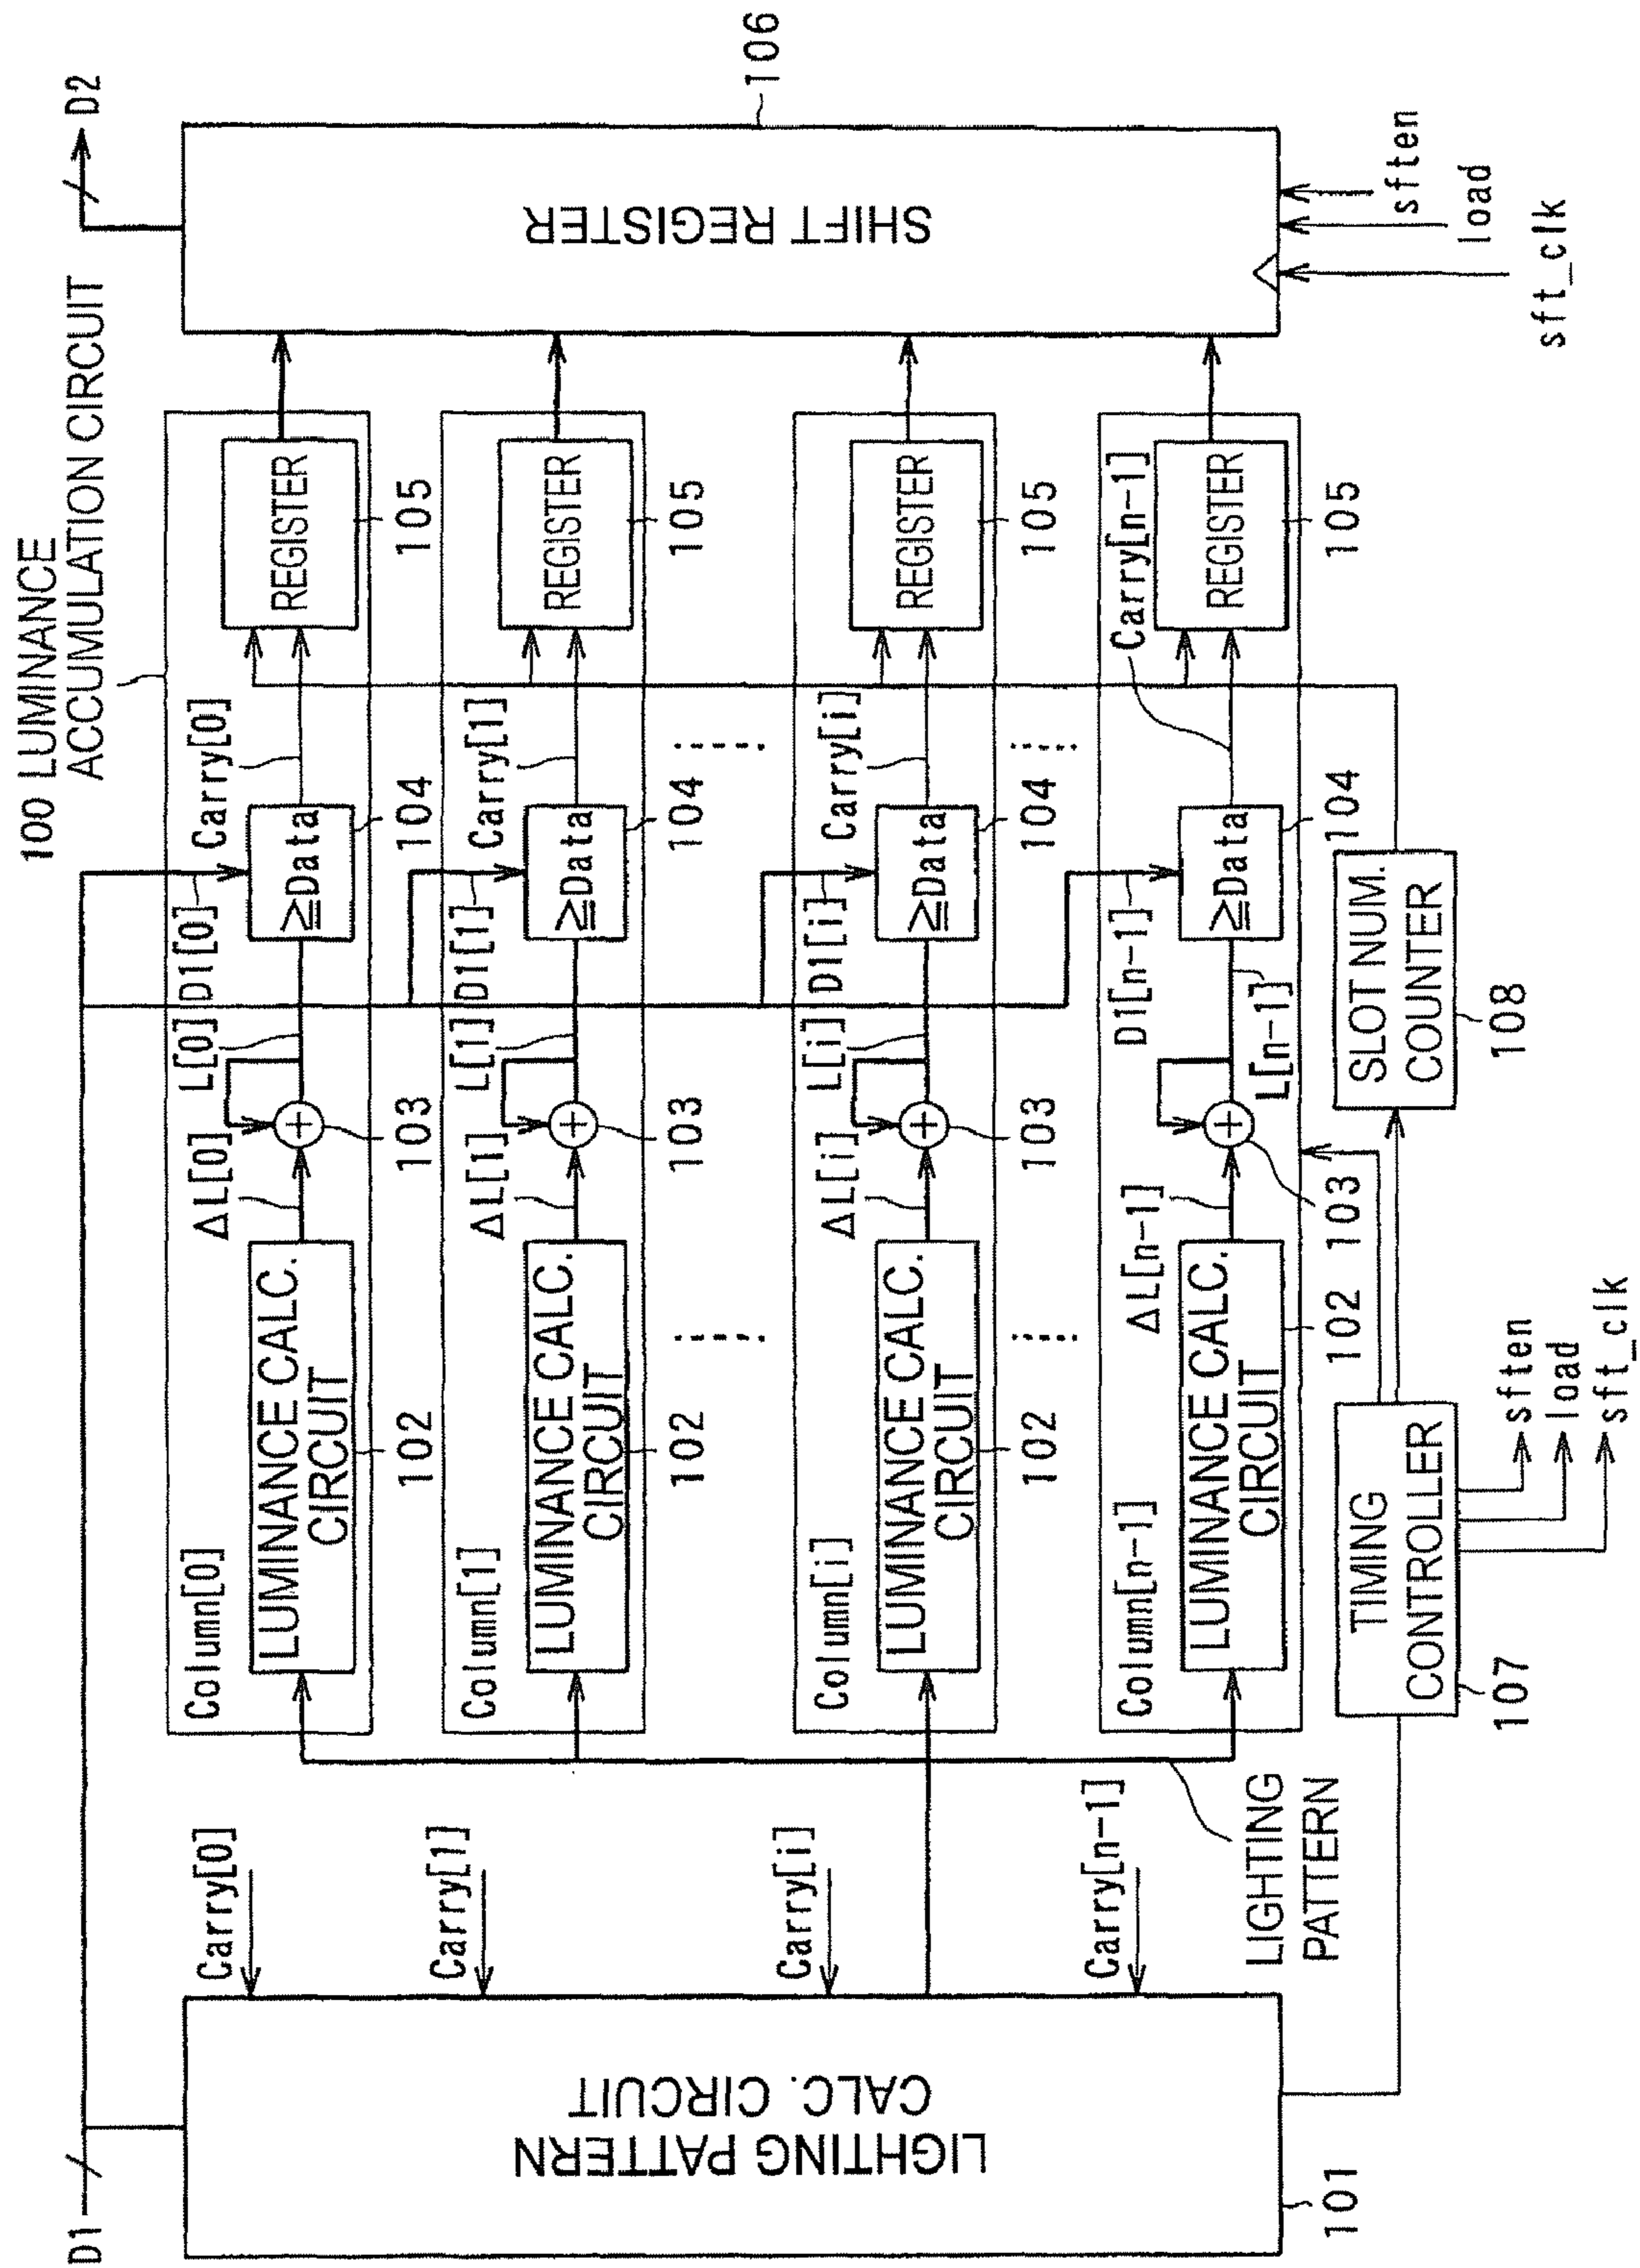 100 LUMINANCE
ACCUMULATION CIRCUIT
D1
D2
LIGHTING PATTERN
CALC. CIRCUIT
101
Carry[0]
Carry[1]
Carry[i]
Carry[n-1]
LIGHTING
PATTERN
Column[0]
LUMINANCE CALC.
CIRCUIT
102
ΔL[0]
L[0]
103
D1[0]
≧Data
104
Carry[0]
REGISTER
105
Column[1]
LUMINANCE CALC.
CIRCUIT
102
ΔL[1]
L[1]
103
D1[1]
≧Data
104
Carry[1]
REGISTER
105
Column[i]
LUMINANCE CALC.
CIRCUIT
102
ΔL[i]
L[i]
103
D1[i]
≧Data
104
Carry[i]
REGISTER
105
Column[n-1]
LUMINANCE CALC.
CIRCUIT
102
ΔL[n-1]
L[n-1]
103
D1[n-1]
≧Data
104
Carry[n-1]
REGISTER
105
SHIFT REGISTER
106
sften
load
sft_clk
TIMING
CONTROLLER
107
sften
load
sft_clk
SLOT NUM.
COUNTER
108